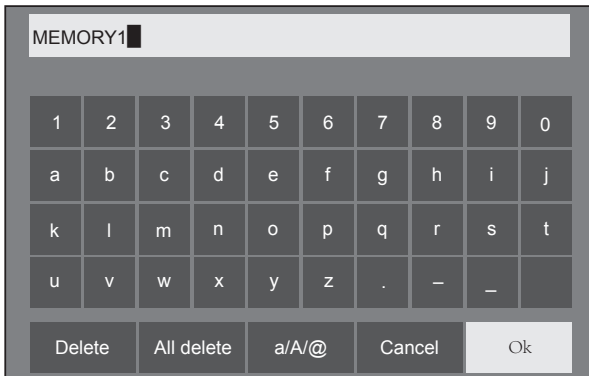 MEMORY1
1 2 3 4 5 6 7 8 9 0
a b c d e f g h i j
k l m n o p q r s t
u v w x y z . – _
Delete All delete a/A/@ Cancel Ok